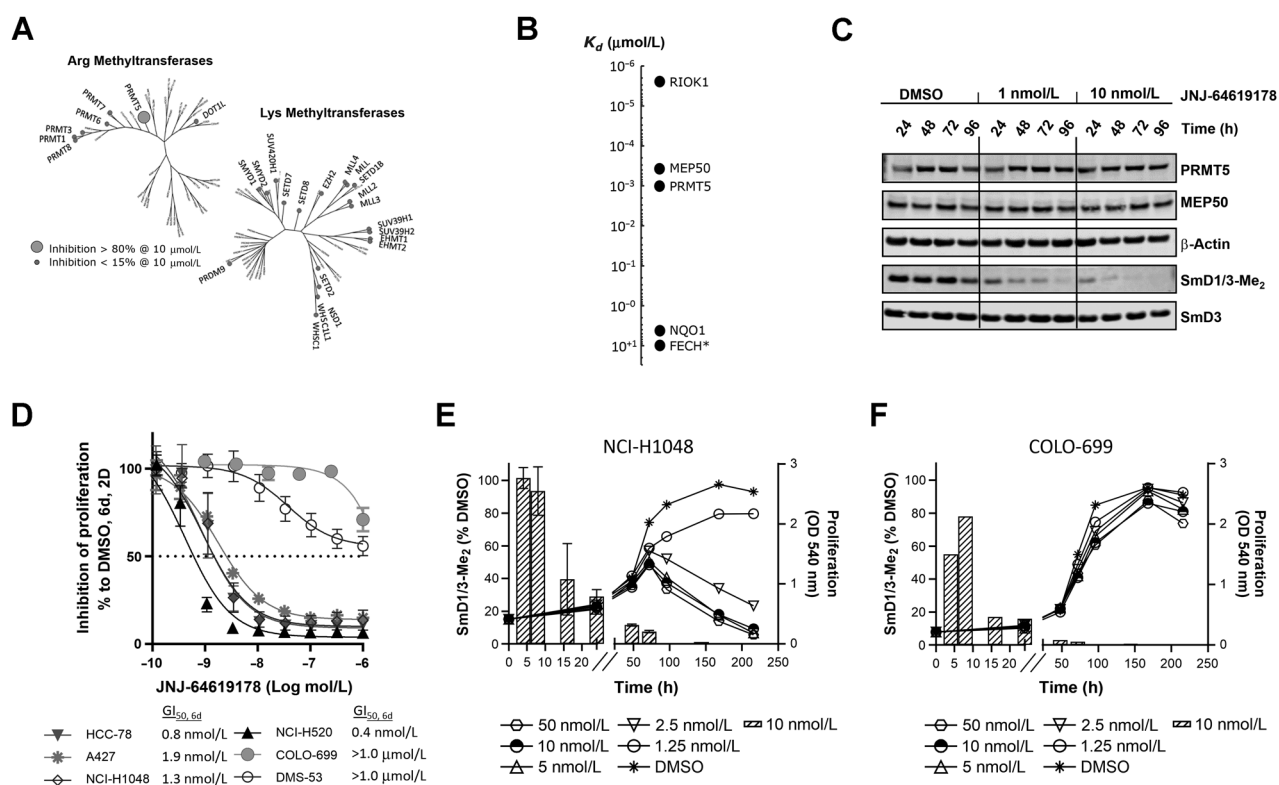 A
Arg Methyltransferases
PRMT7
PRMT5
PRMT6
DOT1L
PRMT3
PRMT1
PRMT8
Lys Methyltransferases
SUV420H1
SMYD2
SMYD1
SETD7
SETD8
EZH2
MLL4
MLL
SETD1B
MLL2
MLL3
SUV39H1
SUV39H2
EHMT1
EHMT2
PRDM9
SETD2
NSD1
WHSC1L1
WHSC1
Inhibition > 80% @ 10 μmol/L
Inhibition < 15% @ 10 μmol/L
B
Kd (μmol/L)
10⁻⁶
RIOK1
10⁻⁵
10⁻⁴
MEP50
10⁻³
PRMT5
10⁻²
10⁻¹
10⁻⁰
NQO1
10⁺¹
FECH*
C
DMSO 1 nmol/L 10 nmol/L JNJ-64619178
24 48 72 96 24 48 72 96 24 48 72 96 Time (h)
PRMT5
MEP50
β-Actin
SmD1/3-Me₂
SmD3
D
Inhibition of proliferation
% to DMSO, 6d, 2D
100
50
0
−10 −9 −8 −7 −6
JNJ-64619178 (Log mol/L)
GI50, 6d GI50, 6d
HCC-78 0.8 nmol/L NCI-H520 0.4 nmol/L
A427 1.9 nmol/L COLO-699 >1.0 μmol/L
NCI-H1048 1.3 nmol/L DMS-53 >1.0 μmol/L
E
NCI-H1048
SmD1/3-Me₂ (% DMSO)
100
80
60
40
20
0
3
2
1
0
Proliferation
(OD 540 nm)
0 5 10 15 20 // 50 100 150 200 250
Time (h)
50 nmol/L 2.5 nmol/L 10 nmol/L
10 nmol/L 1.25 nmol/L
5 nmol/L DMSO
F
COLO-699
SmD1/3-Me₂ (% DMSO)
100
80
60
40
20
0
3
2
1
0
Proliferation
(OD 540 nm)
0 5 10 15 20 // 50 100 150 200 250
Time (h)
50 nmol/L 2.5 nmol/L 10 nmol/L
10 nmol/L 1.25 nmol/L
5 nmol/L DMSO